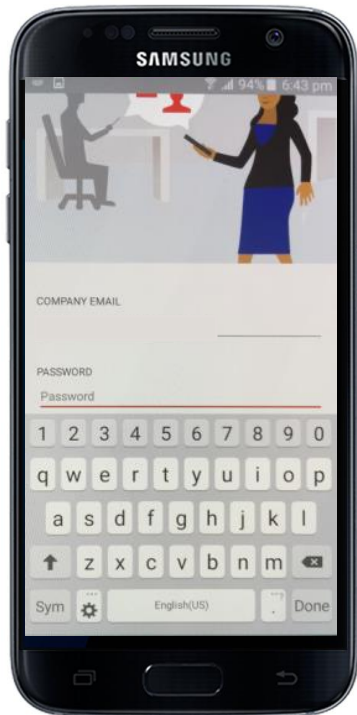 SAMSUNG
94% 6:43 pm
COMPANY EMAIL
PASSWORD
Password
1 2 3 4 5 6 7 8 9 0
q w e r t y u i o p
a s d f g h j k l
z x c v b n m
Sym English(US) . Done